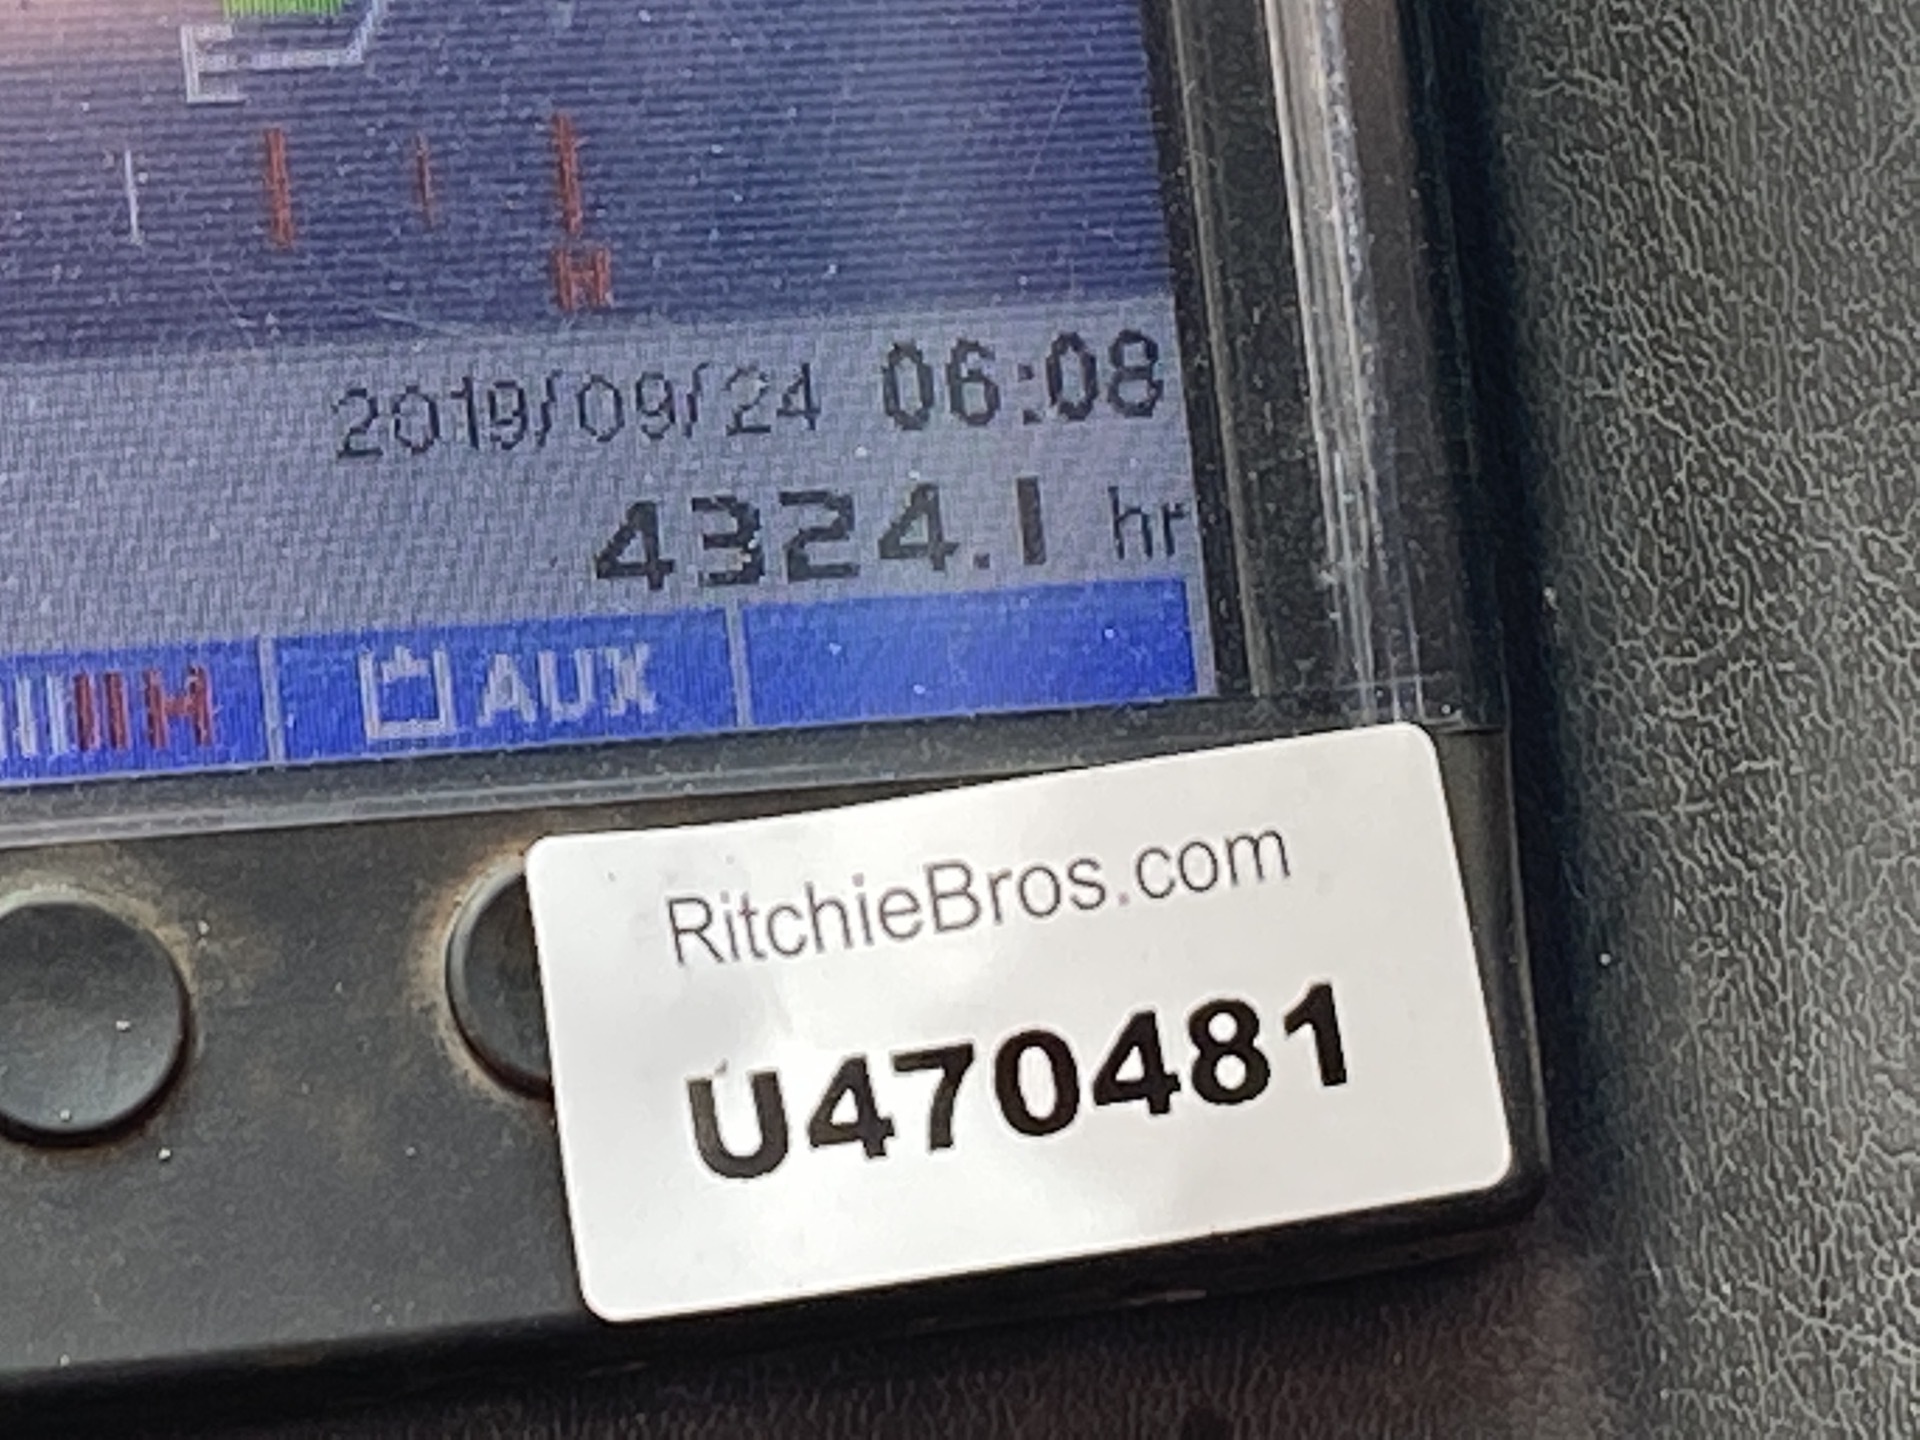 E
H
2019/09/24 06:08
4324.1 hr
H AUX
RitchieBros.com
U470481